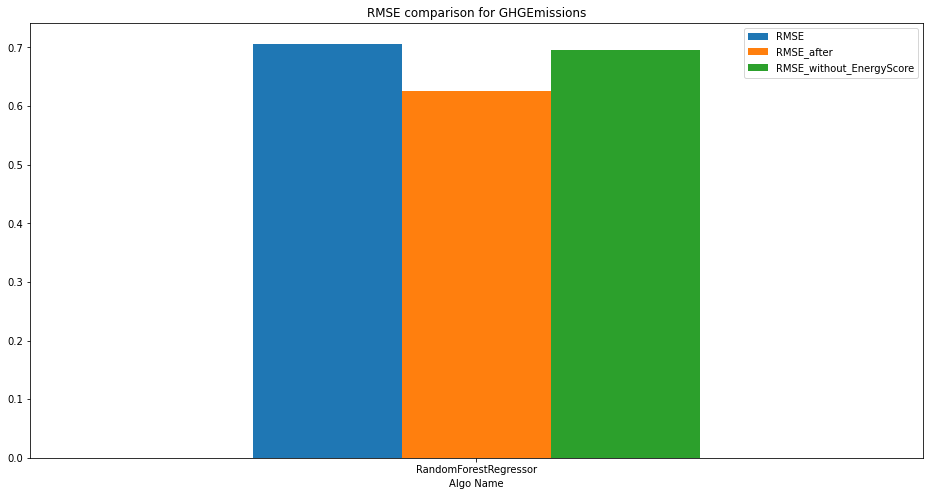 RMSE comparison for GHGEmissions
RMSE
RMSE_after
RMSE_without_EnergyScore
0.7
0.6
0.5
0.4
0.3
0.2
0.1
0.0
RandomForestRegressor
Algo Name